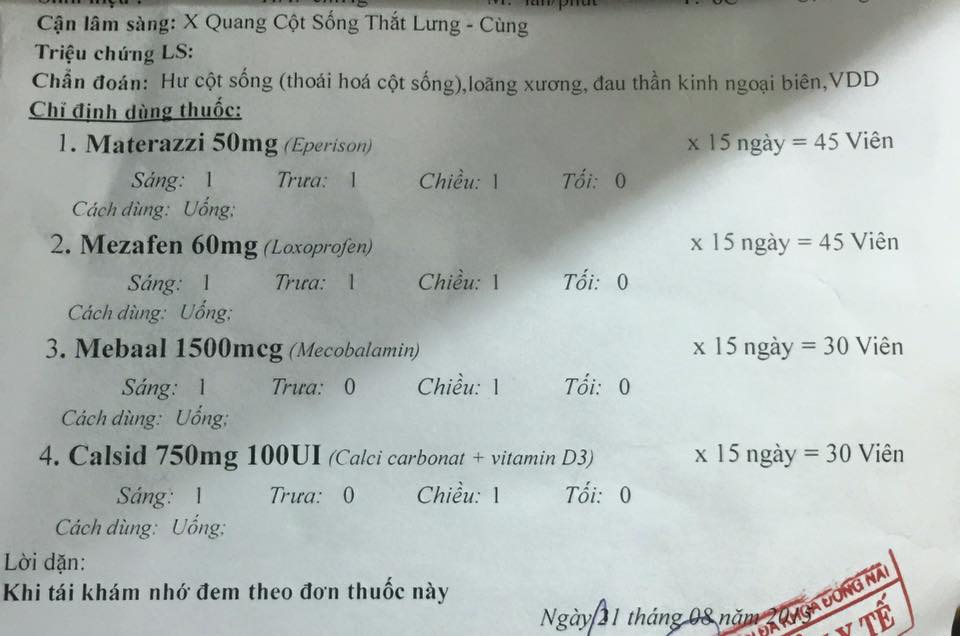 Cận lâm sàng: X Quang Cột Sống Thắt Lưng - Cùng
Triệu chứng LS:
Chẩn đoán: Hư cột sống (thoái hoá cột sống),loãng xương, đau thần kinh ngoại biên,VDD
Chỉ định dùng thuốc:
1. Materazzi 50mg (Eperison) x 15 ngày = 45 Viên
Sáng: 1 Trưa: 1 Chiều: 1 Tối: 0
Cách dùng: Uống;
2. Mezafen 60mg (Loxoprofen) x 15 ngày = 45 Viên
Sáng: 1 Trưa: 1 Chiều: 1 Tối: 0
Cách dùng: Uống;
3. Mebaal 1500mcg (Mecobalamin) x 15 ngày = 30 Viên
Sáng: 1 Trưa: 0 Chiều: 1 Tối: 0
Cách dùng: Uống;
4. Calsid 750mg 100UI (Calci carbonat + vitamin D3) x 15 ngày = 30 Viên
Sáng: 1 Trưa: 0 Chiều: 1 Tối: 0
Cách dùng: Uống;
Lời dặn:
Khi tái khám nhớ đem theo đơn thuốc này
KHOA ĐỒNG NAI
Y TẾ
Ngày tháng 08 năm